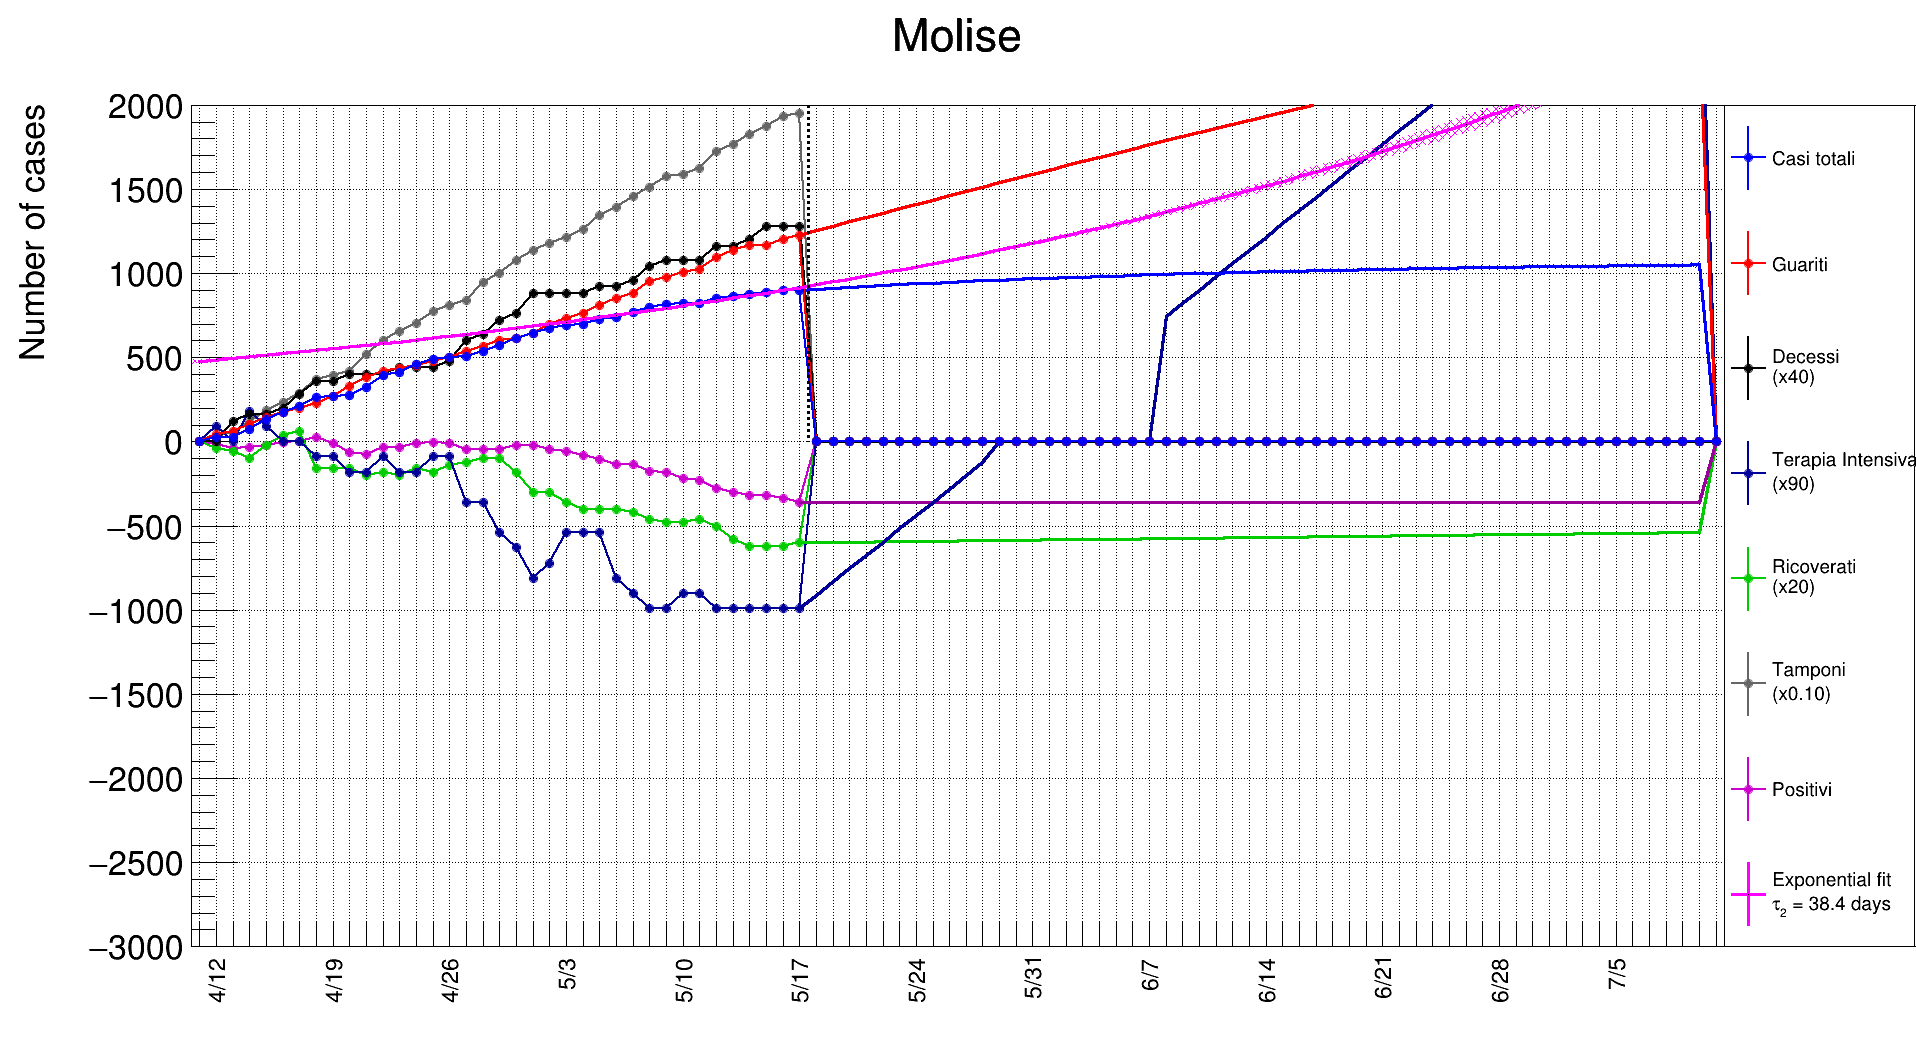 Molise
Number of cases
2000
1500
1000
500
0
−500
−1000
−1500
−2000
−2500
−3000
4/12
4/19
4/26
5/3
5/10
5/17
5/24
5/31
6/7
6/14
6/21
6/28
7/5
Casi totali
Guariti
Decessi
(x40)
Terapia Intensiva
(x90)
Ricoverati
(x20)
Tamponi
(x0.10)
Positivi
Exponential fit
τ2 = 38.4 days